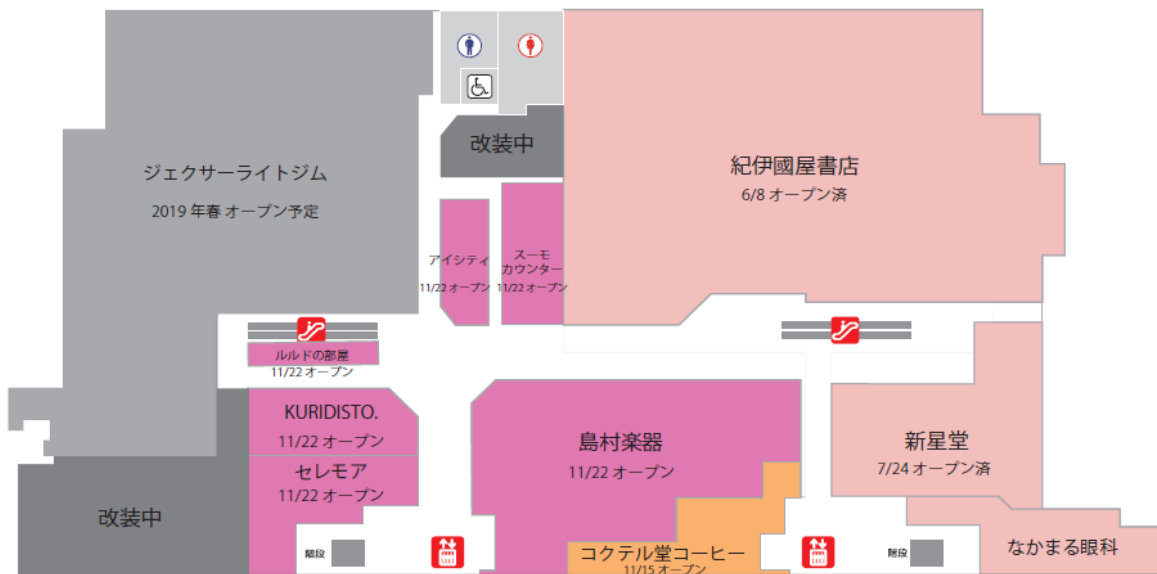 改装中
ジェクサーライトジム
2019 年春 オープン予定
紀伊國屋書店
6/8 オープン済
アイシティ
11/22 オープン
スーモ
カウンター
11/22 オープン
ルルドの部屋
11/22 オープン
KURIDISTO.
11/22 オープン
セレモア
11/22 オープン
島村楽器
11/22 オープン
新星堂
7/24 オープン済
改装中
階段
コクテル堂コーヒー
11/15 オープン
階段
なかまる眼科